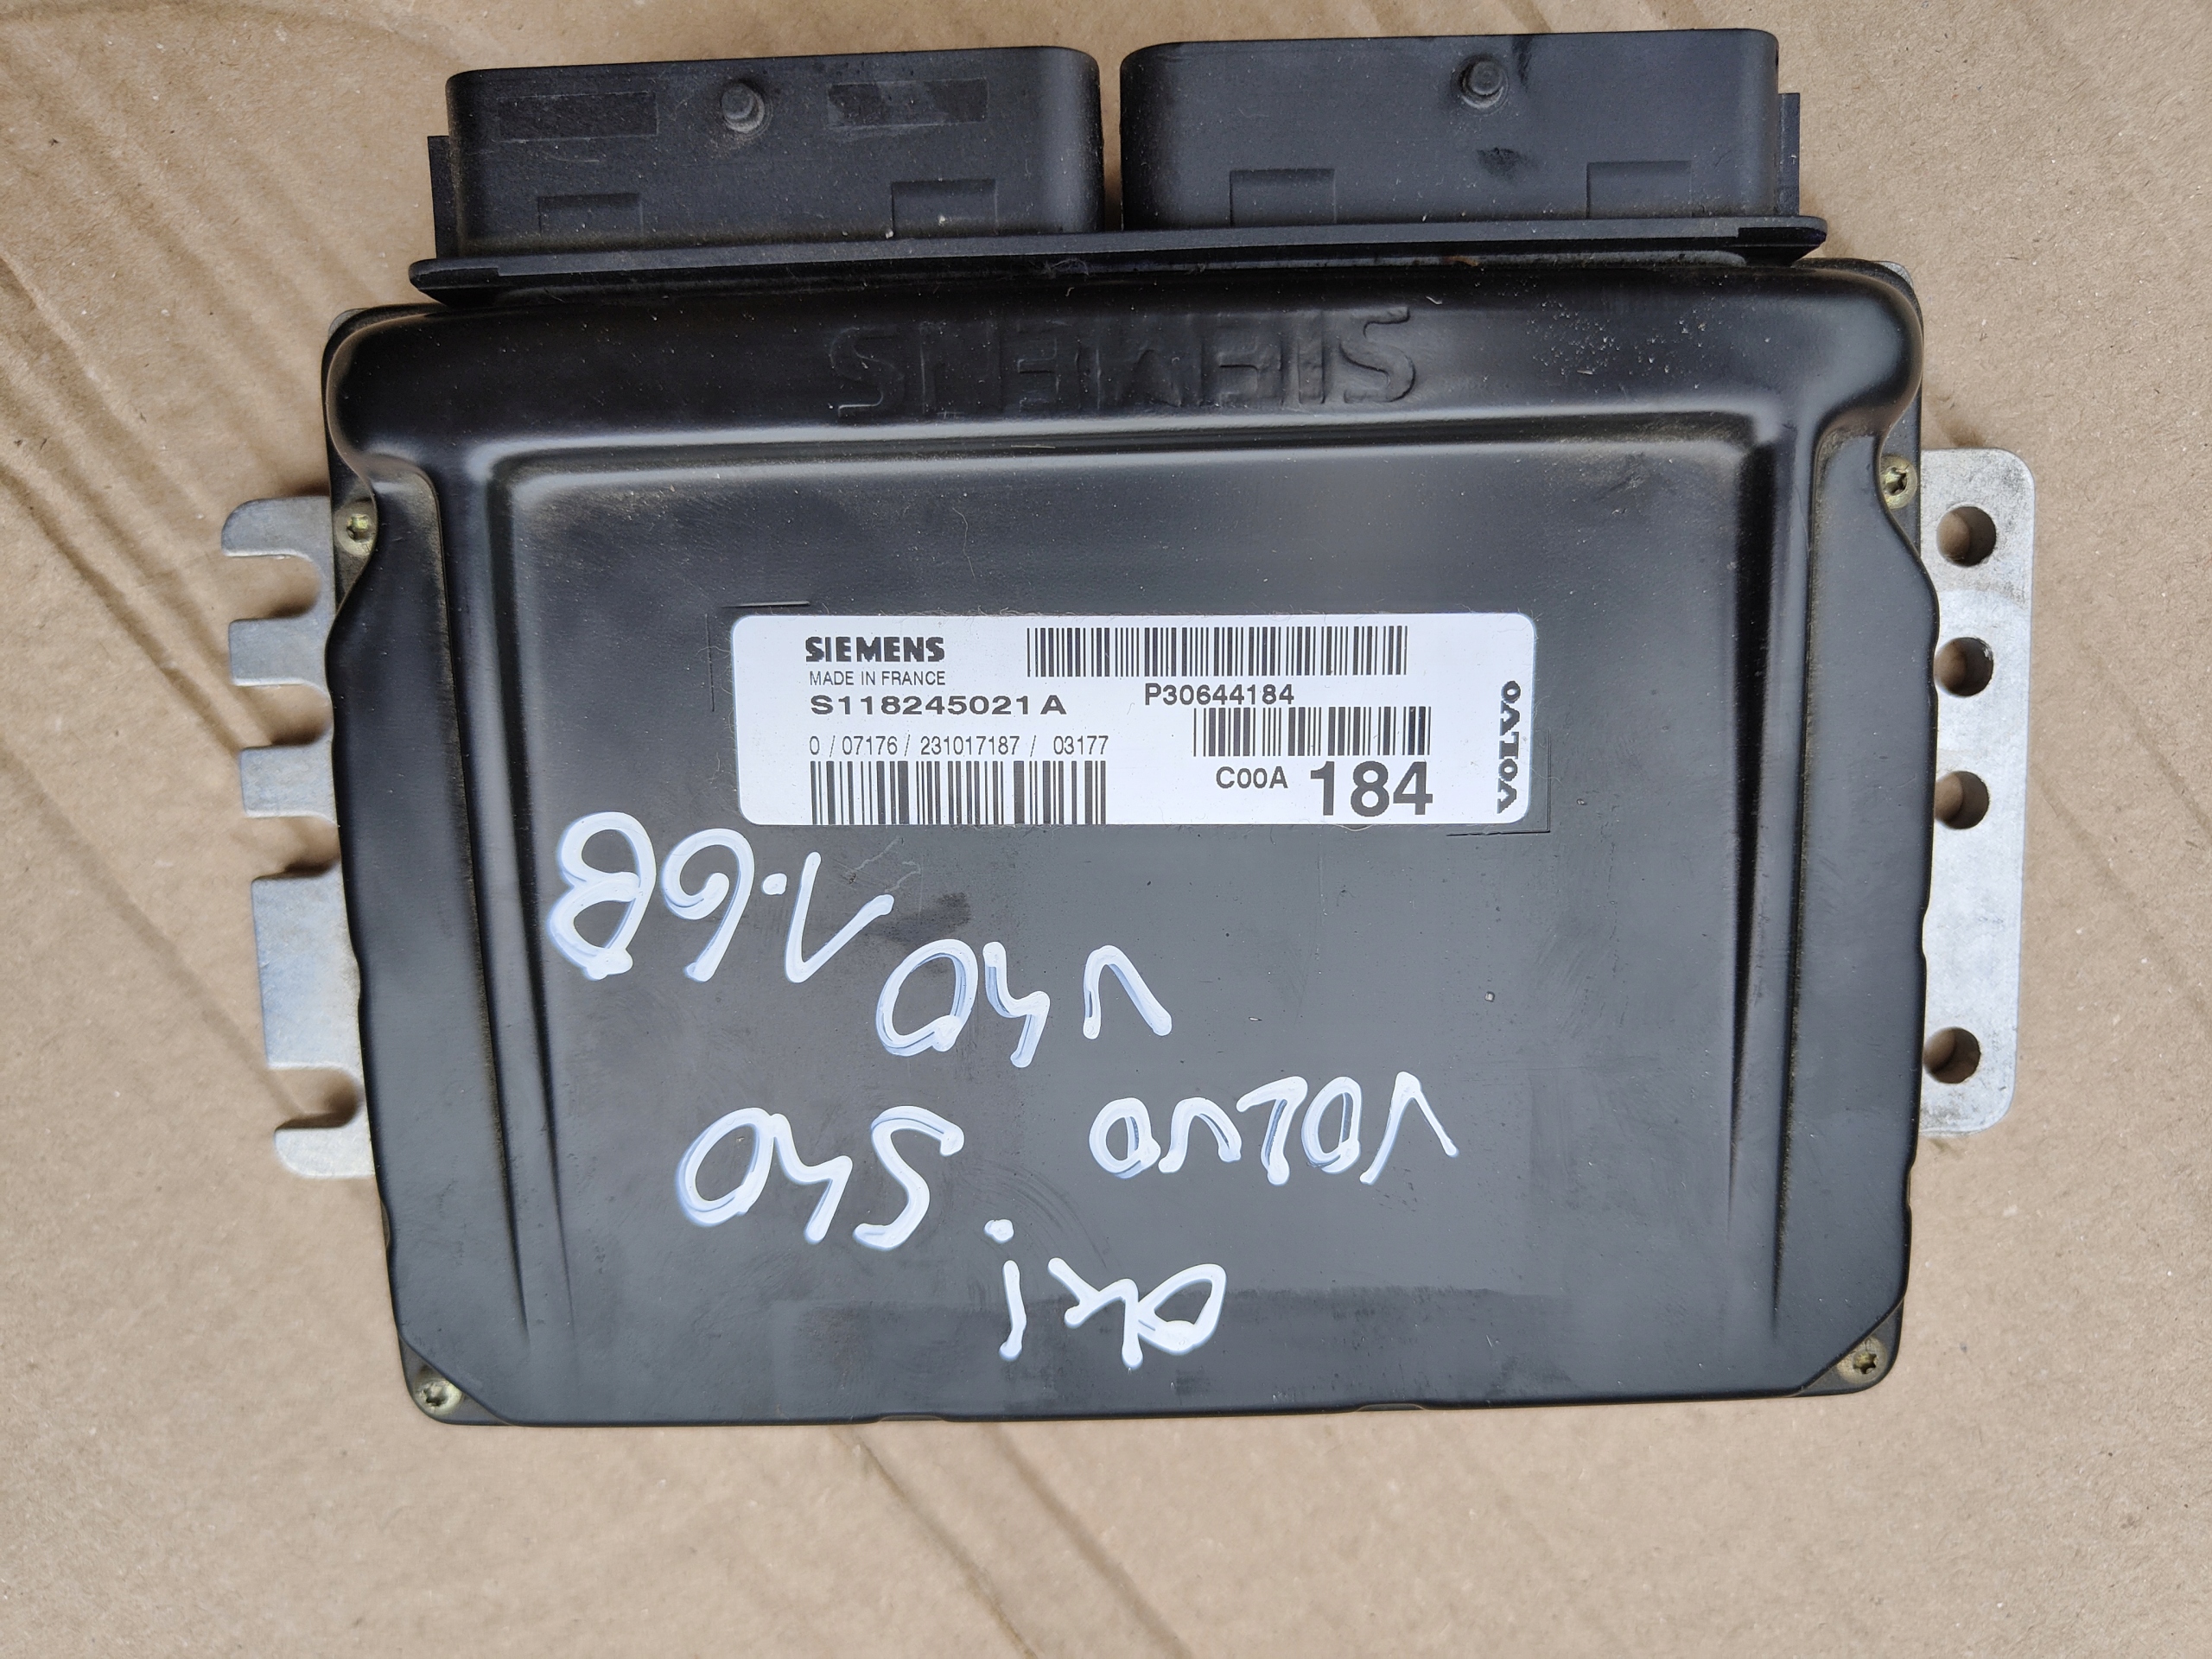 SIEMENS
SIEMENS
MADE IN FRANCE
S118245021 A
P30644184
0 / 07176 / 231017187 / 03177
C00A 184
VOLVO
oki
VOLVO S40
V40 1.6B